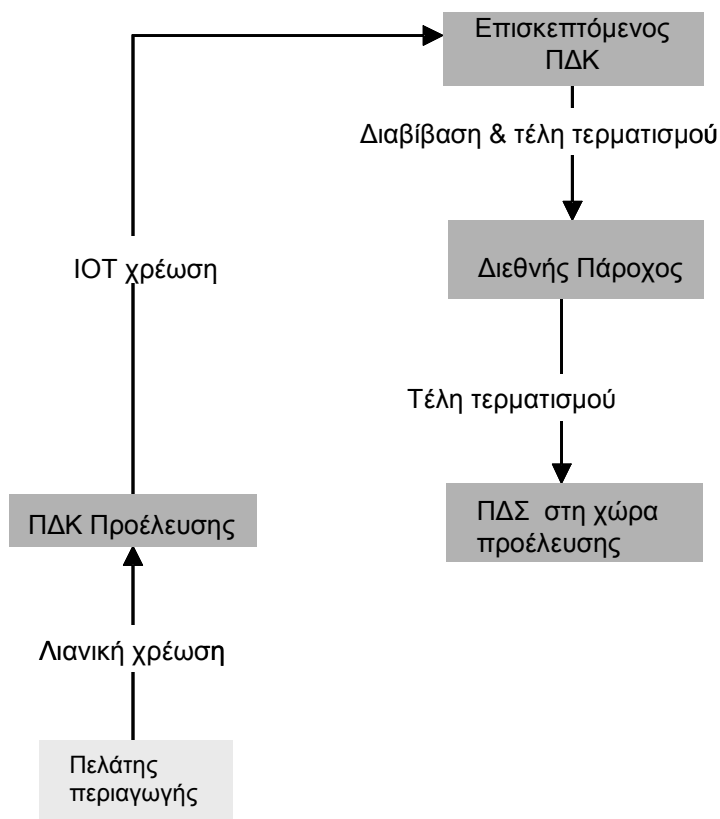 Επισκεπτόμενος
ΠΔΚ
Διαβίβαση & τέλη τερματισμού
Διεθνής Πάροχος
ΙΟΤ χρέωση
Τέλη τερματισμού
ΠΔΚ Προέλευσης
ΠΔΣ στη χώρα
προέλευσης
Λιανική χρέωση
Πελάτης
περιαγωγής